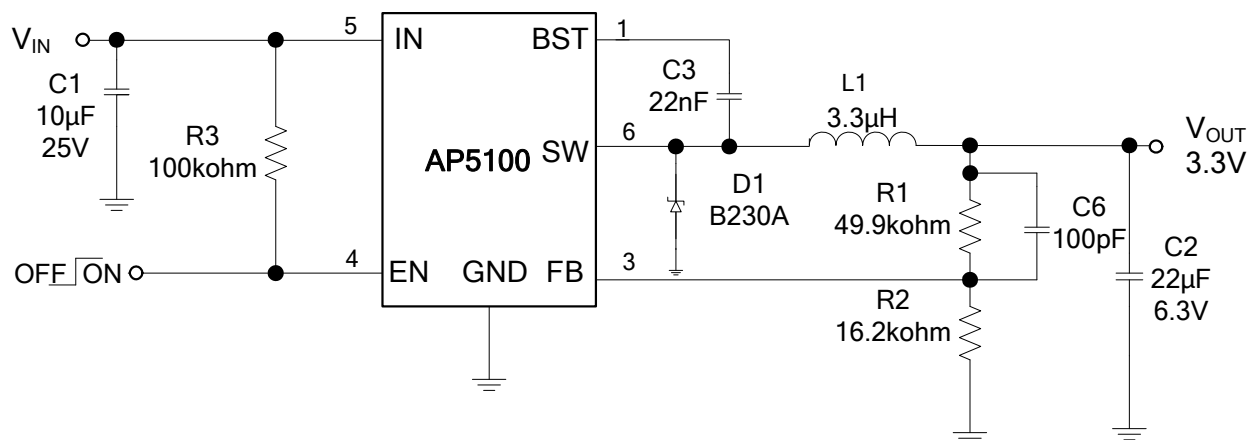 V_IN
C1
10µF
25V
R3
100kohm
OFF ON
5
IN
BST
1
6
SW
AP5100
4
EN
GND
FB
3
C3
22nF
L1
3.3µH
D1
B230A
R1
49.9kohm
C6
100pF
R2
16.2kohm
C2
22µF
6.3V
V_OUT
3.3V